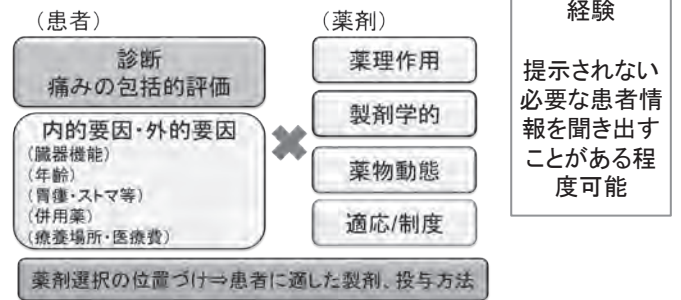 （患者）
診断
痛みの包括的評価
内的要因・外的要因
（臓器機能）
（年齢）
（胃瘻・ストマ等）
（併用薬）
（療養場所・医療費）
（薬剤）
薬理作用
製剤学的
薬物動態
適応/制度
薬剤選択の位置づけ⇒患者に適した製剤、投与方法
経験
提示されない
必要な患者情
報を聞き出す
ことがある程
度可能